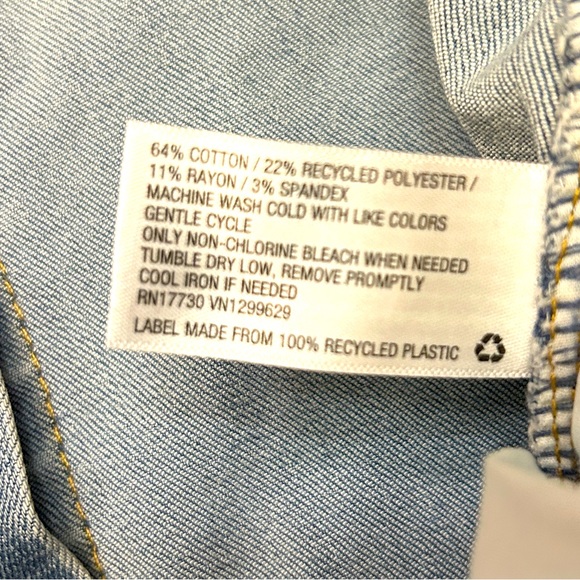 64% COTTON / 22% RECYCLED POLYESTER /
11% RAYON / 3% SPANDEX
MACHINE WASH COLD WITH LIKE COLORS
GENTLE CYCLE
ONLY NON-CHLORINE BLEACH WHEN NEEDED
TUMBLE DRY LOW, REMOVE PROMPTLY
COOL IRON IF NEEDED
RN17730 VN1299629
LABEL MADE FROM 100% RECYCLED PLASTIC